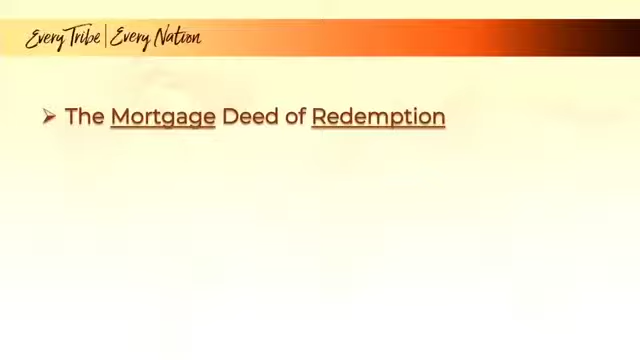 Every Tribe | Every Nation
➢ The Mortgage Deed of Redemption